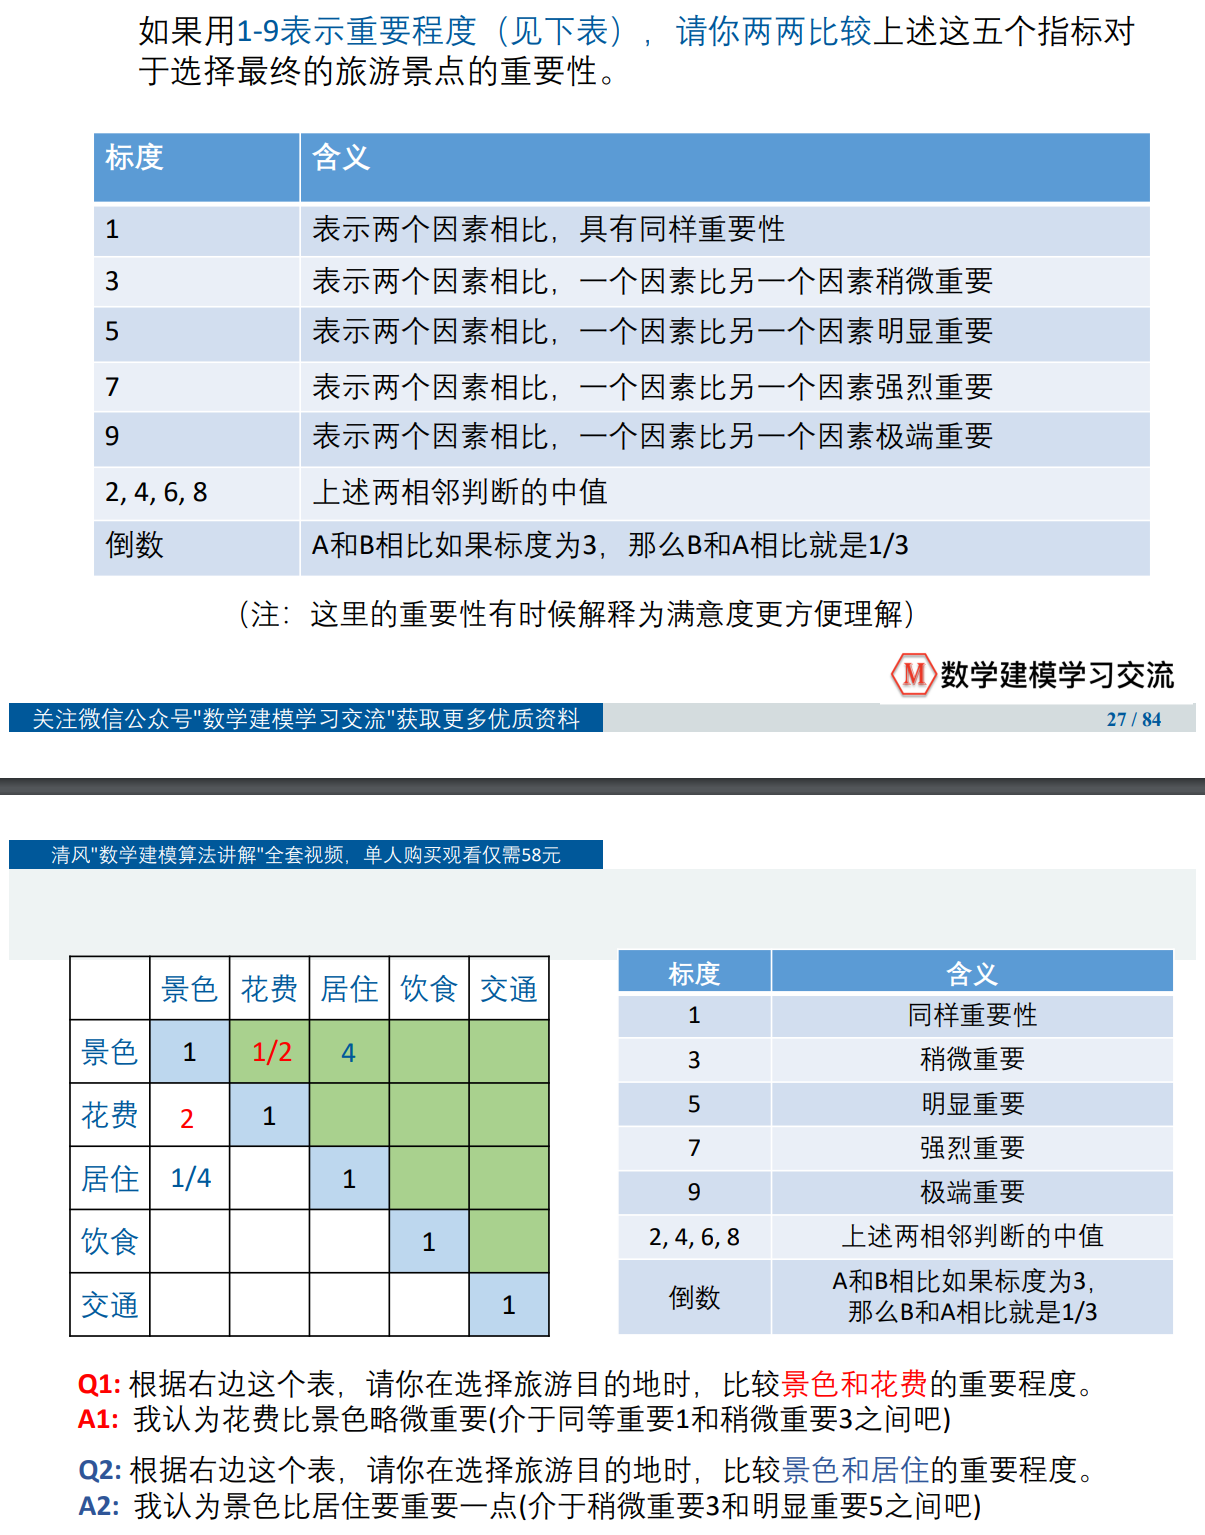 如果用1-9表示重要程度（见下表），请你两两比较上述这五个指标对
于选择最终的旅游景点的重要性。
标度 含义
1 表示两个因素相比，具有同样重要性
3 表示两个因素相比，一个因素比另一个因素稍微重要
5 表示两个因素相比，一个因素比另一个因素明显重要
7 表示两个因素相比，一个因素比另一个因素强烈重要
9 表示两个因素相比，一个因素比另一个因素极端重要
2, 4, 6, 8 上述两相邻判断的中值
倒数 A和B相比如果标度为3，那么B和A相比就是1/3
（注：这里的重要性有时候解释为满意度更方便理解）
M 数学建模学习交流
关注微信公众号"数学建模学习交流"获取更多优质资料
27 / 84
清风"数学建模算法讲解"全套视频，单人购买观看仅需58元
景色 花费 居住 饮食 交通
景色 1 1/2 4
花费 2 1
居住 1/4 1
饮食 1
交通 1
标度 含义
1 同样重要性
3 稍微重要
5 明显重要
7 强烈重要
9 极端重要
2, 4, 6, 8 上述两相邻判断的中值
倒数 A和B相比如果标度为3，
那么B和A相比就是1/3
Q1: 根据右边这个表，请你在选择旅游目的地时，比较景色和花费的重要程度。
A1: 我认为花费比景色略微重要(介于同等重要1和稍微重要3之间吧)
Q2: 根据右边这个表，请你在选择旅游目的地时，比较景色和居住的重要程度。
A2: 我认为景色比居住要重要一点(介于稍微重要3和明显重要5之间吧)